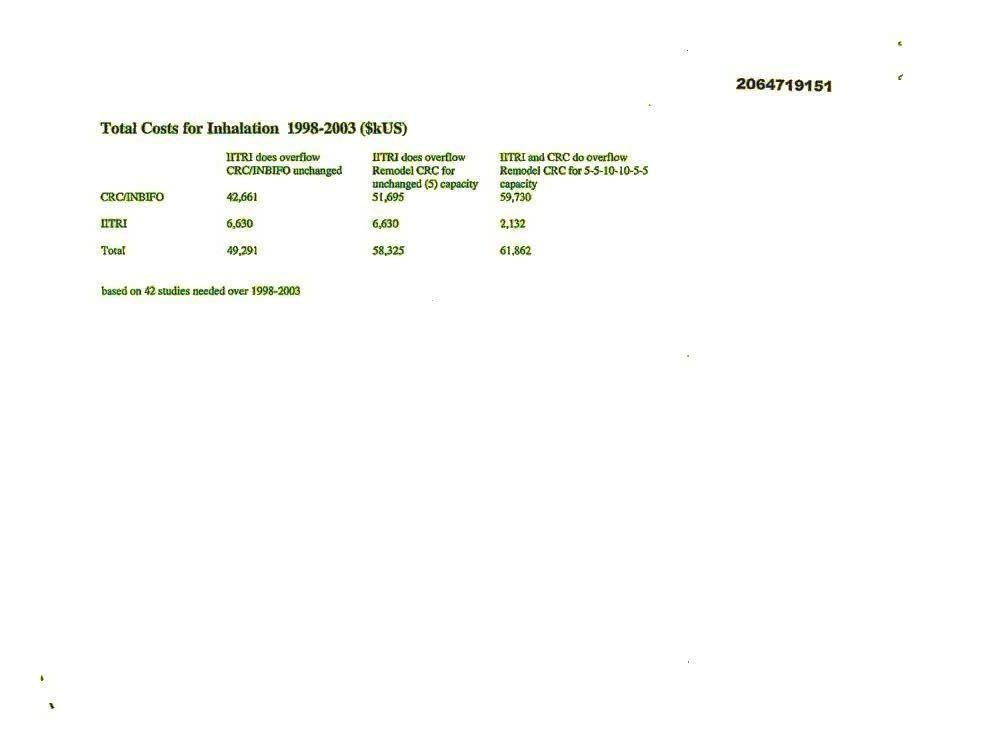 2064719151
Total Costs for Inhalation 1998-2003 ($kUS)
IITRI does overflow IITRI does overflow IITRI and CRC do overflow
CRC/INBIFO unchanged Remodel CRC for Remodel CRC for 5-5-10-10-5-5
unchanged (5) capacity capacity
CRC/INBIFO 42,661 51,695 59,730
IITRI 6,630 6,630 2,132
Total 49,291 58,325 61,862
based on 42 studies needed over 1998-2003